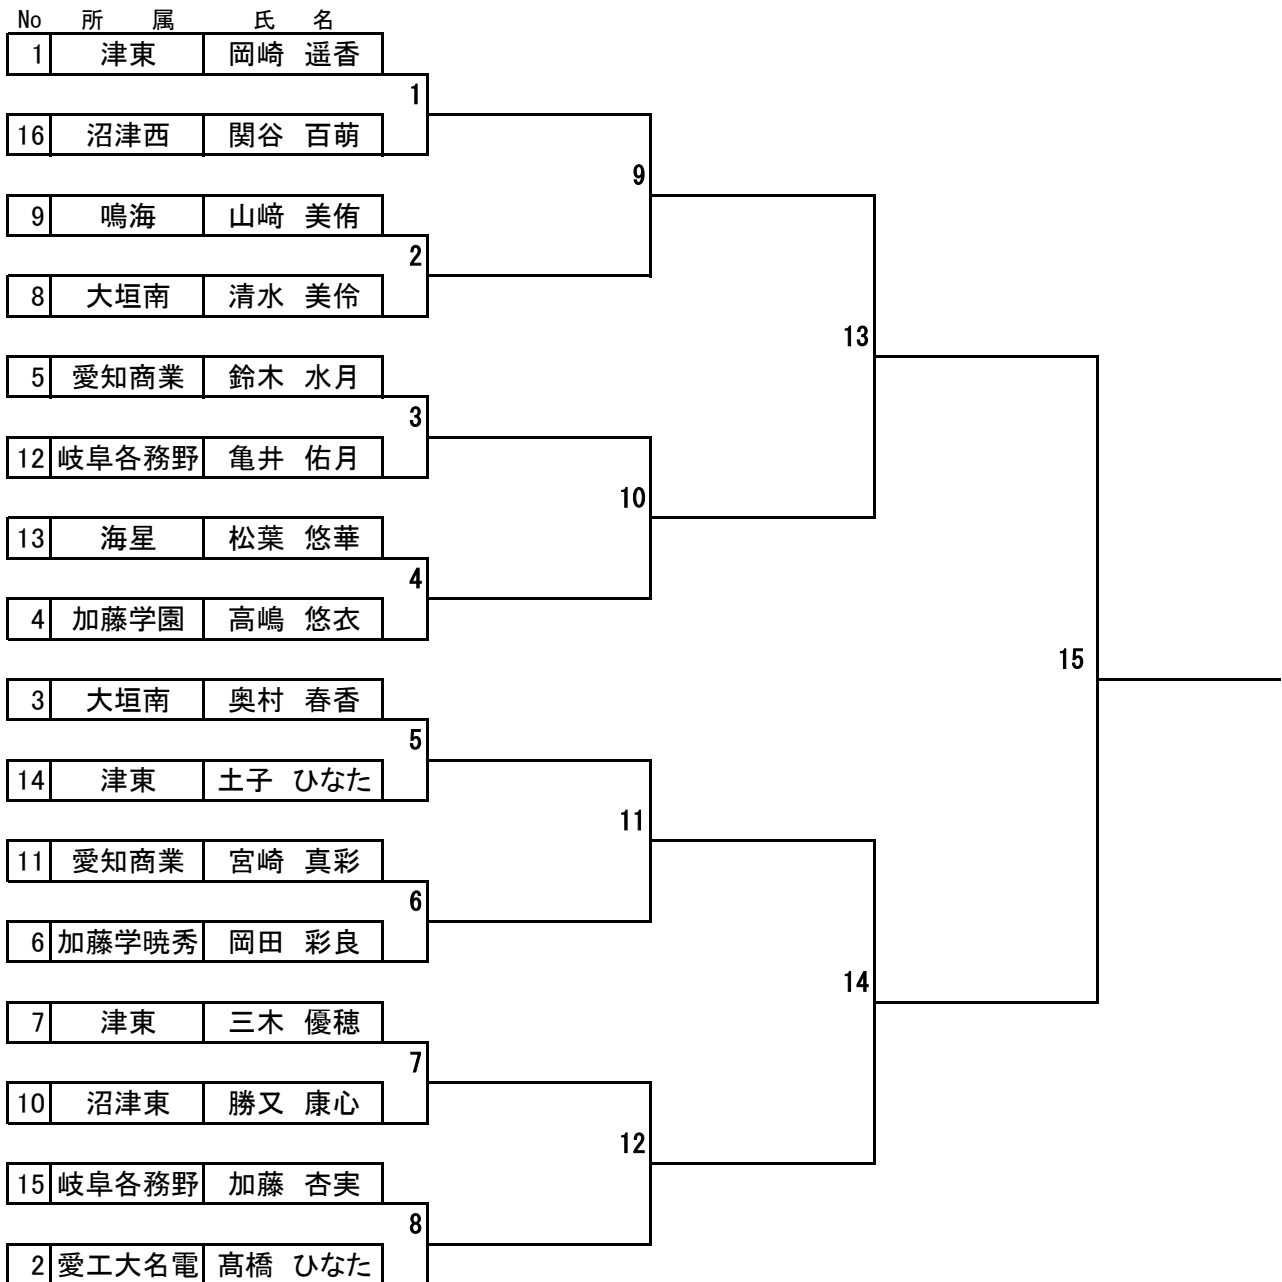 No 所 属 氏 名
1 津東 岡崎 遥香
1
16 沼津西 関谷 百萌
9
9 鳴海 山﨑 美侑
2
8 大垣南 清水 美伶
13
5 愛知商業 鈴木 水月
3
12 岐阜各務野 亀井 佑月
10
13 海星 松葉 悠華
4
4 加藤学園 高嶋 悠衣
15
3 大垣南 奥村 春香
5
14 津東 土子 ひなた
11
11 愛知商業 宮崎 真彩
6
6 加藤学暁秀 岡田 彩良
14
7 津東 三木 優穂
7
10 沼津東 勝又 康心
12
15 岐阜各務野 加藤 杏実
8
2 愛工大名電 髙橋 ひなた